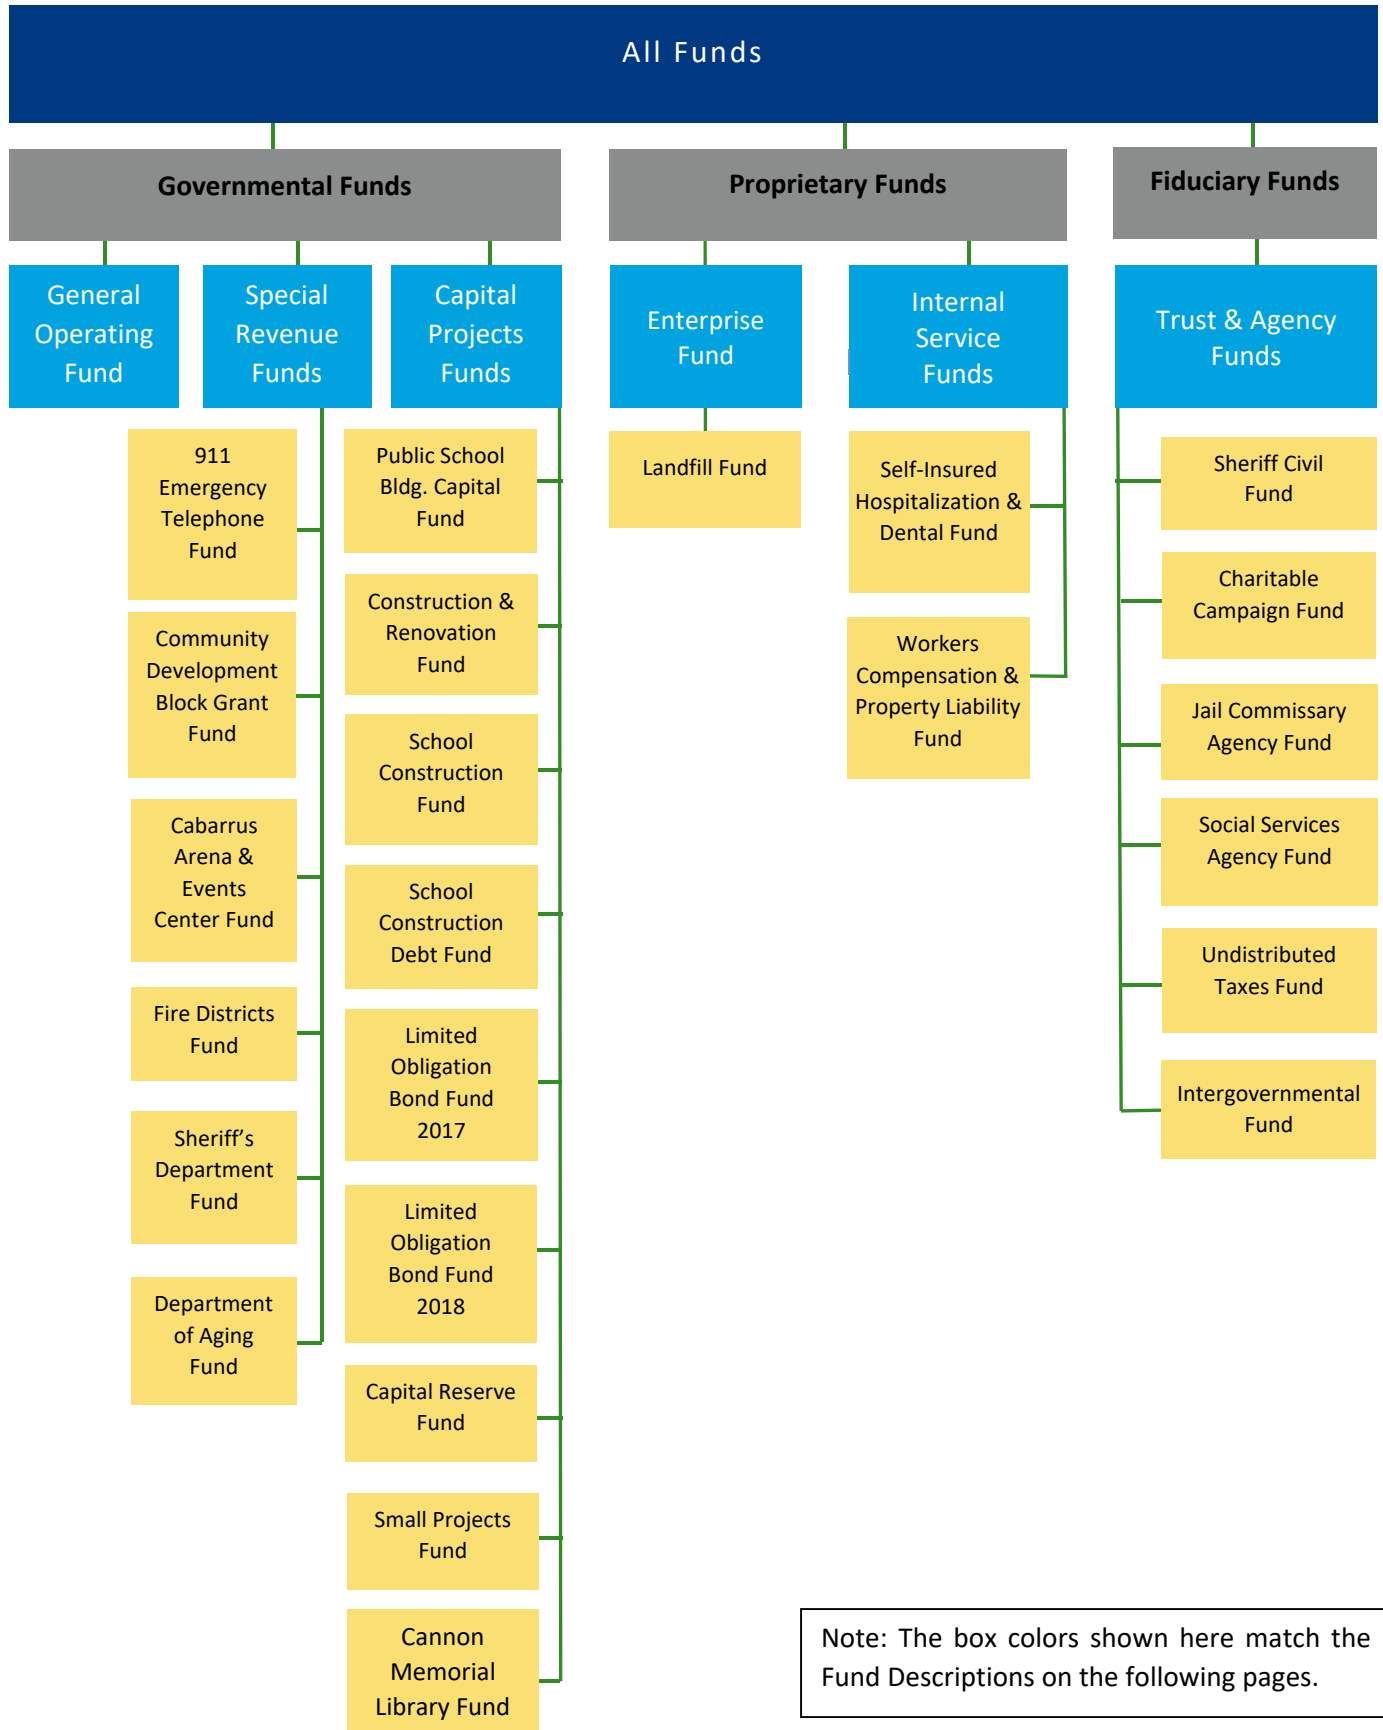 All Funds
Governmental Funds
Proprietary Funds
Fiduciary Funds
General
Operating
Fund
Special
Revenue
Funds
Capital
Projects
Funds
Enterprise
Fund
Internal
Service
Funds
Trust & Agency
Funds
911
Emergency
Telephone
Fund
Community
Development
Block Grant
Fund
Cabarrus
Arena &
Events
Center Fund
Fire Districts
Fund
Sheriff’s
Department
Fund
Department
of Aging
Fund
Public School
Bldg. Capital
Fund
Construction &
Renovation
Fund
School
Construction
Fund
School
Construction
Debt Fund
Limited
Obligation
Bond Fund
2017
Limited
Obligation
Bond Fund
2018
Capital Reserve
Fund
Small Projects
Fund
Cannon
Memorial
Library Fund
Landfill Fund
Self-Insured
Hospitalization &
Dental Fund
Workers
Compensation &
Property Liability
Fund
Sheriff Civil
Fund
Charitable
Campaign Fund
Jail Commissary
Agency Fund
Social Services
Agency Fund
Undistributed
Taxes Fund
Intergovernmental
Fund
Note: The box colors shown here match the
Fund Descriptions on the following pages.